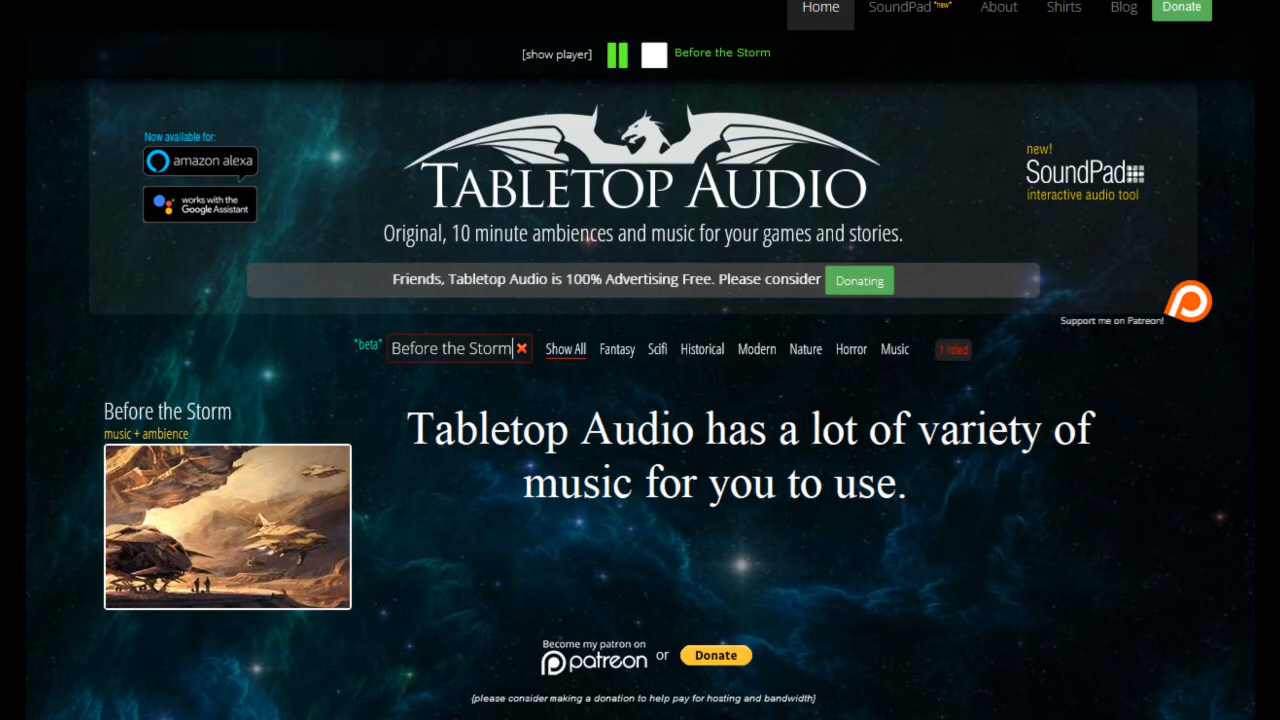 Home SoundPad *new* About Shirts Blog Donate
[show player] Before the Storm
Now available for:
amazon alexa
works with the
Google Assistant
TABLETOP AUDIO
Original, 10 minute ambiences and music for your games and stories.
new!
SoundPad
interactive audio tool
Friends, Tabletop Audio is 100% Advertising Free. Please consider Donating
Support me on Patreon!
*beta* Before the Storm Show All Fantasy Scifi Historical Modern Nature Horror Music 1 listed
Before the Storm
music + ambience
Tabletop Audio has a lot of variety of
music for you to use.
Become my patron on
patreon or Donate
{please consider making a donation to help pay for hosting and bandwidth}